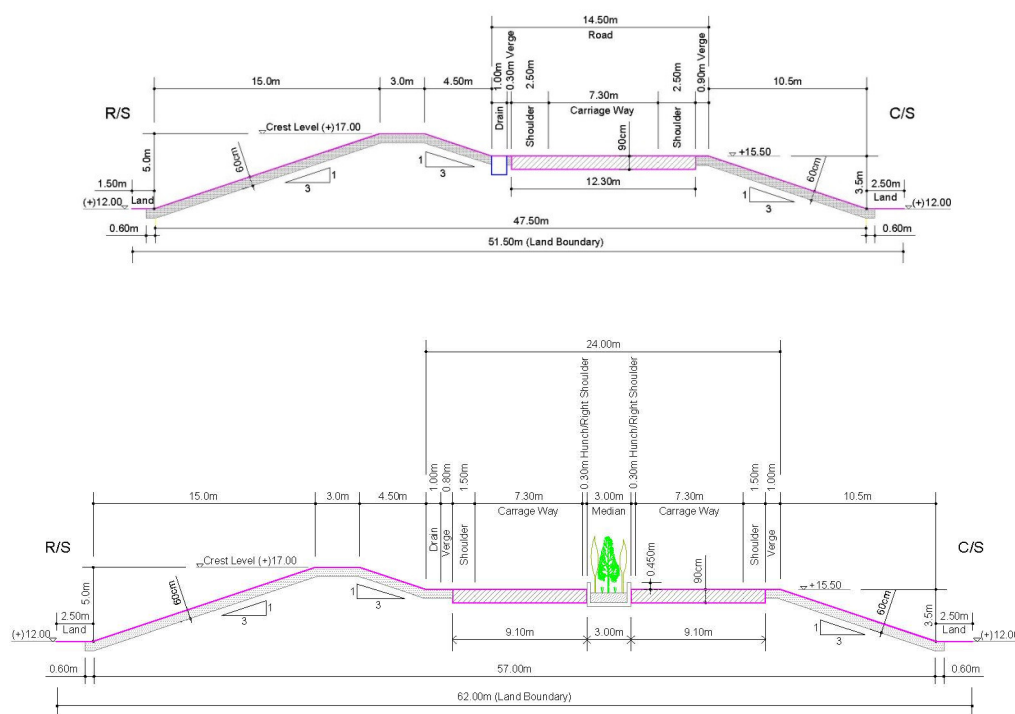 14.50m
Road
15.0m
3.0m
4.50m
1.00m
0.30m Verge
2.50m
7.30m
2.50m
0.90m Verge
10.5m
R/S
Drain
Shoulder
Carriage Way
Shoulder
C/S
Crest Level (+)17.00
5.0m
60cm
1
3
1
3
90cm
+15.50
60cm
3.5m
1
3
1.50m
Land
(+)12.00
12.30m
2.50m
Land
(+)12.00
47.50m
0.60m
0.60m
51.50m (Land Boundary)
24.00m
0.30m Hunch/Right Shoulder
0.30m Hunch/Right Shoulder
15.0m
3.0m
4.50m
1.00m
0.80m
1.50m
7.30m
3.00m
7.30m
1.50m
1.00m
10.5m
R/S
Drain
Verge
Shoulder
Carrage Way
Median
Carrage Way
Shoulder
Verge
C/S
Crest Level (+)17.00
5.0m
60cm
1
3
1
3
0.450m
90cm
+15.50
60cm
3.5m
1
3
2.50m
Land
(+)12.00
9.10m
3.00m
9.10m
2.50m
Land
(+)12.00
0.60m
57.00m
0.60m
62.00m (Land Boundary)